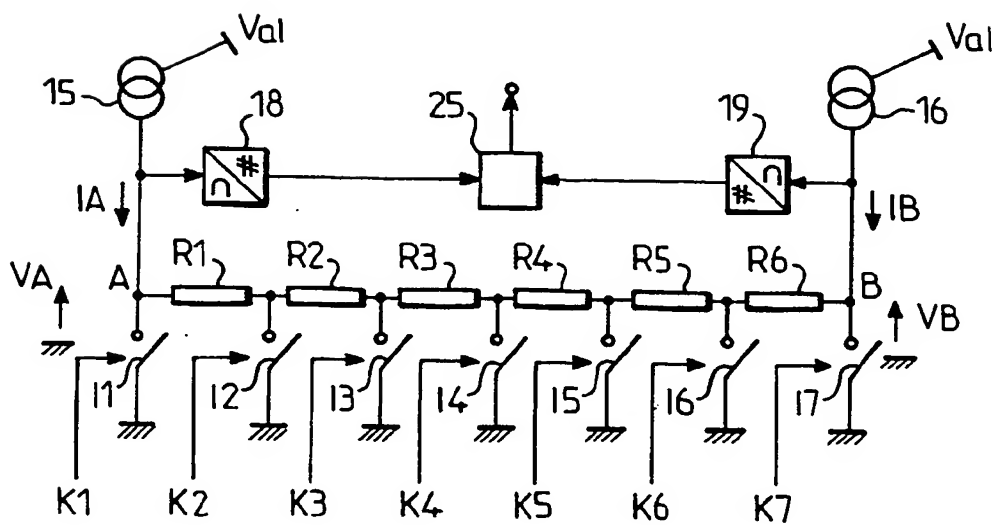 Val Val
15 18 25 19 16
# n n #
IA IB
VA A R1 R2 R3 R4 R5 R6 B VB
I1 I2 I3 I4 I5 I6 I7
K1 K2 K3 K4 K5 K6 K7